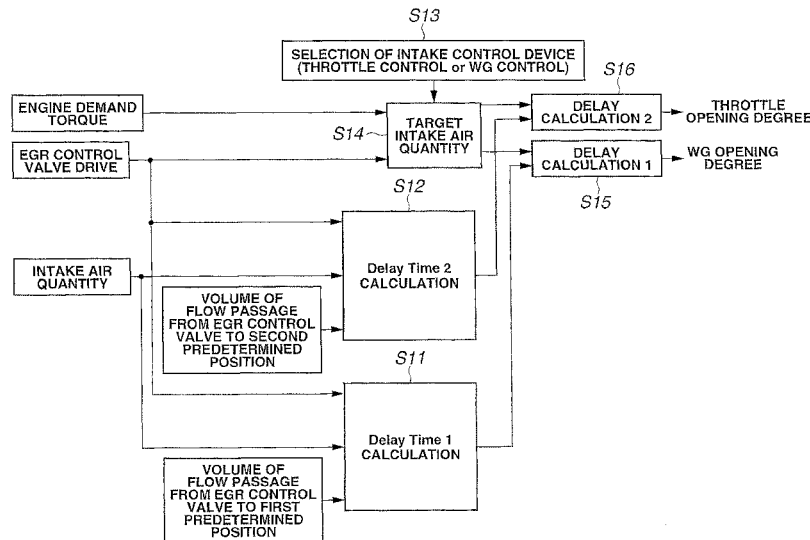 S13
SELECTION OF INTAKE CONTROL DEVICE
(THROTTLE CONTROL or WG CONTROL)
S16
ENGINE DEMAND
TORQUE
S14
TARGET
INTAKE AIR
QUANTITY
DELAY
CALCULATION 2
THROTTLE
OPENING DEGREE
EGR CONTROL
VALVE DRIVE
DELAY
CALCULATION 1
WG OPENING
DEGREE
S15
S12
Delay Time 2
CALCULATION
INTAKE AIR
QUANTITY
VOLUME OF
FLOW PASSAGE
FROM EGR CONTROL
VALVE TO SECOND
PREDETERMINED
POSITION
S11
Delay Time 1
CALCULATION
VOLUME OF
FLOW PASSAGE
FROM EGR CONTROL
VALVE TO FIRST
PREDETERMINED
POSITION